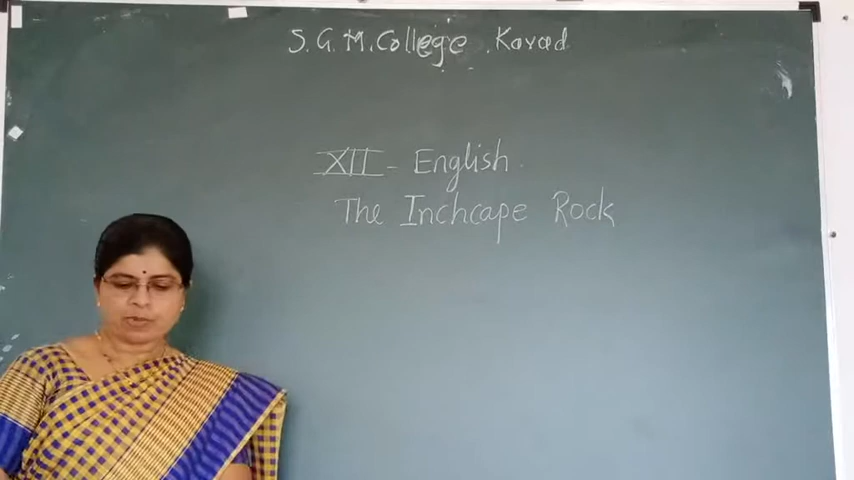 S.G.M.College, Karad
XII - English.
The Inchcape Rock